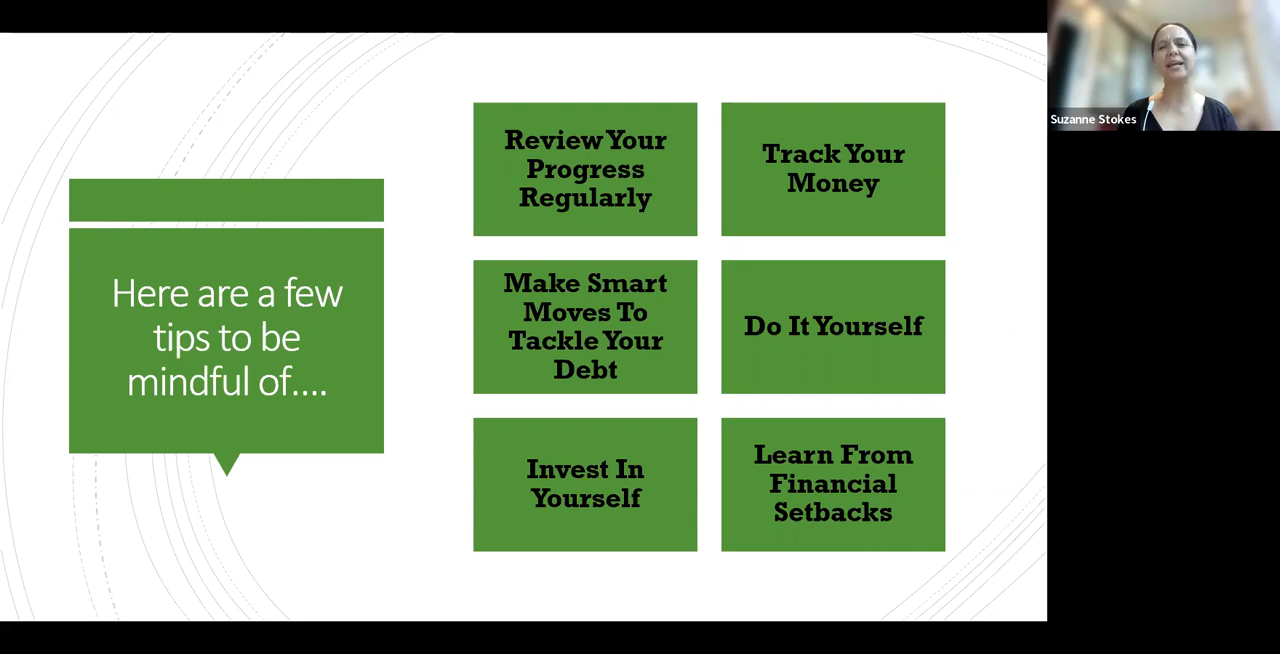 Here are a few
tips to be
mindful of....
Review Your
Progress
Regularly
Track Your
Money
Make Smart
Moves To
Tackle Your
Debt
Do It Yourself
Invest In
Yourself
Learn From
Financial
Setbacks
Suzanne Stokes